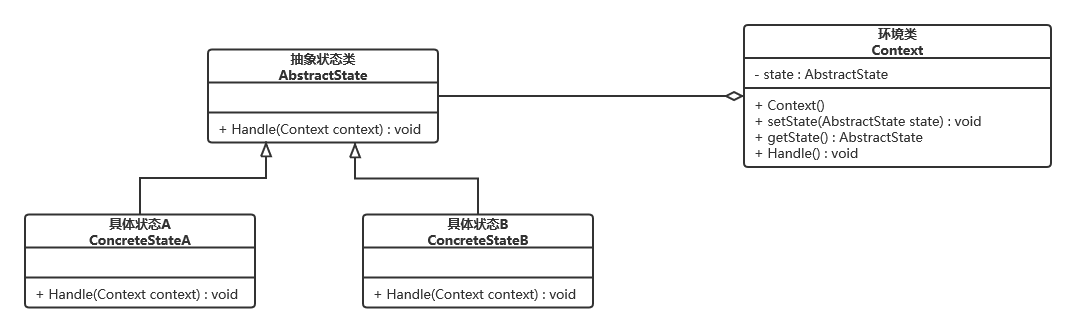 抽象状态类
AbstractState
+ Handle(Context context) : void
环境类
Context
- state : AbstractState
+ Context()
+ setState(AbstractState state) : void
+ getState() : AbstractState
+ Handle() : void
具体状态A
ConcreteStateA
+ Handle(Context context) : void
具体状态B
ConcreteStateB
+ Handle(Context context) : void